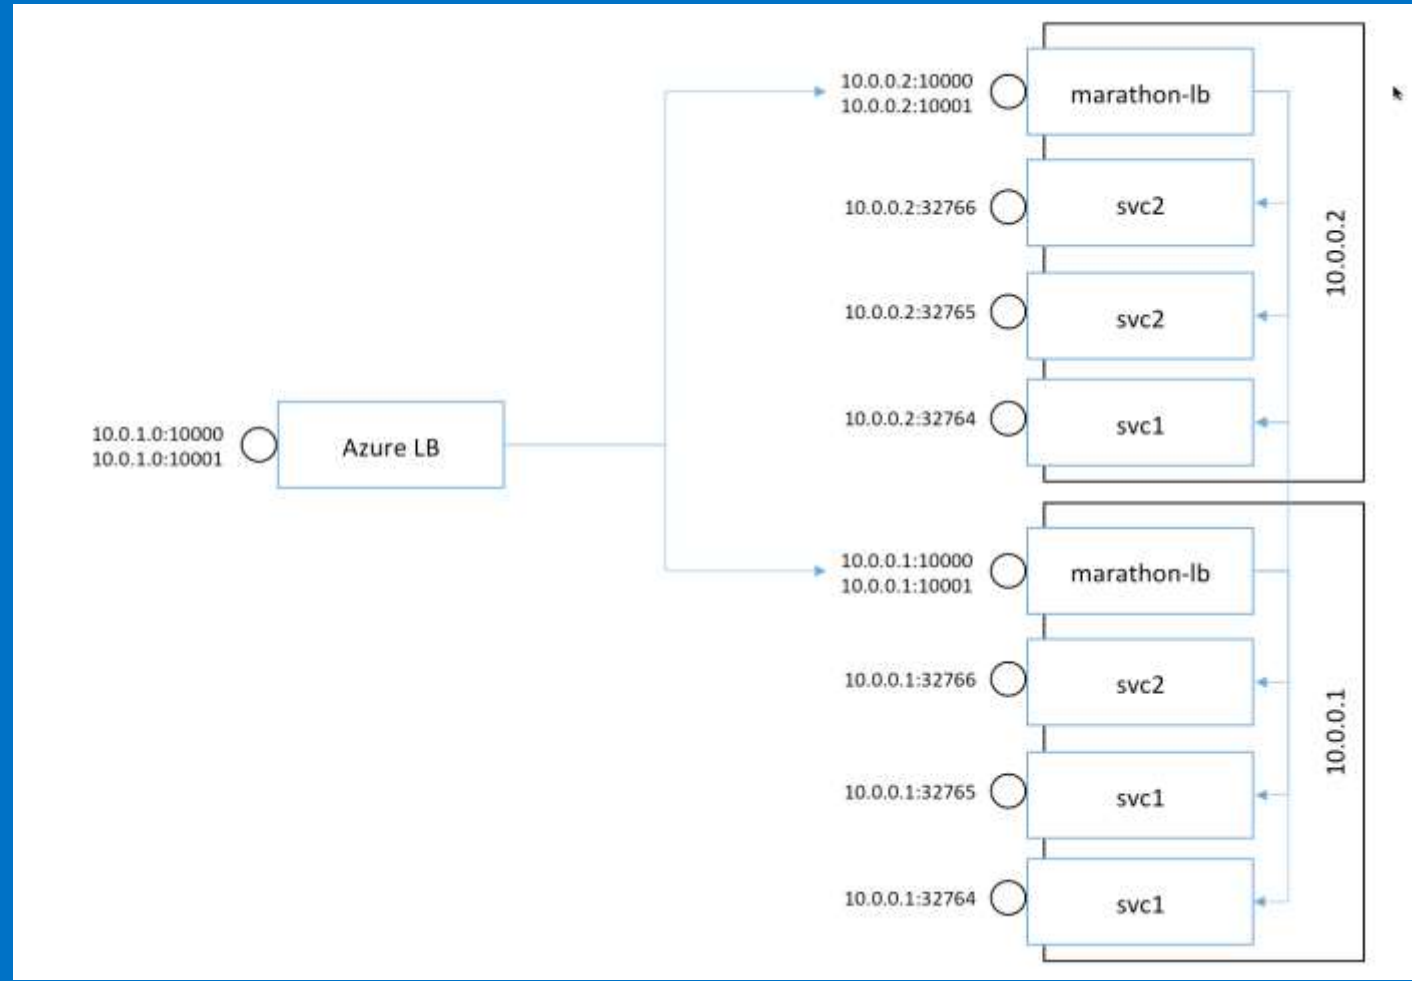 10.0.1.0:10000
10.0.1.0:10001
Azure LB
10.0.0.2:10000
10.0.0.2:10001
marathon-lb
10.0.0.2:32766
svc2
10.0.0.2:32765
svc2
10.0.0.2:32764
svc1
10.0.0.2
10.0.0.1:10000
10.0.0.1:10001
marathon-lb
10.0.0.1:32766
svc2
10.0.0.1:32765
svc1
10.0.0.1:32764
svc1
10.0.0.1